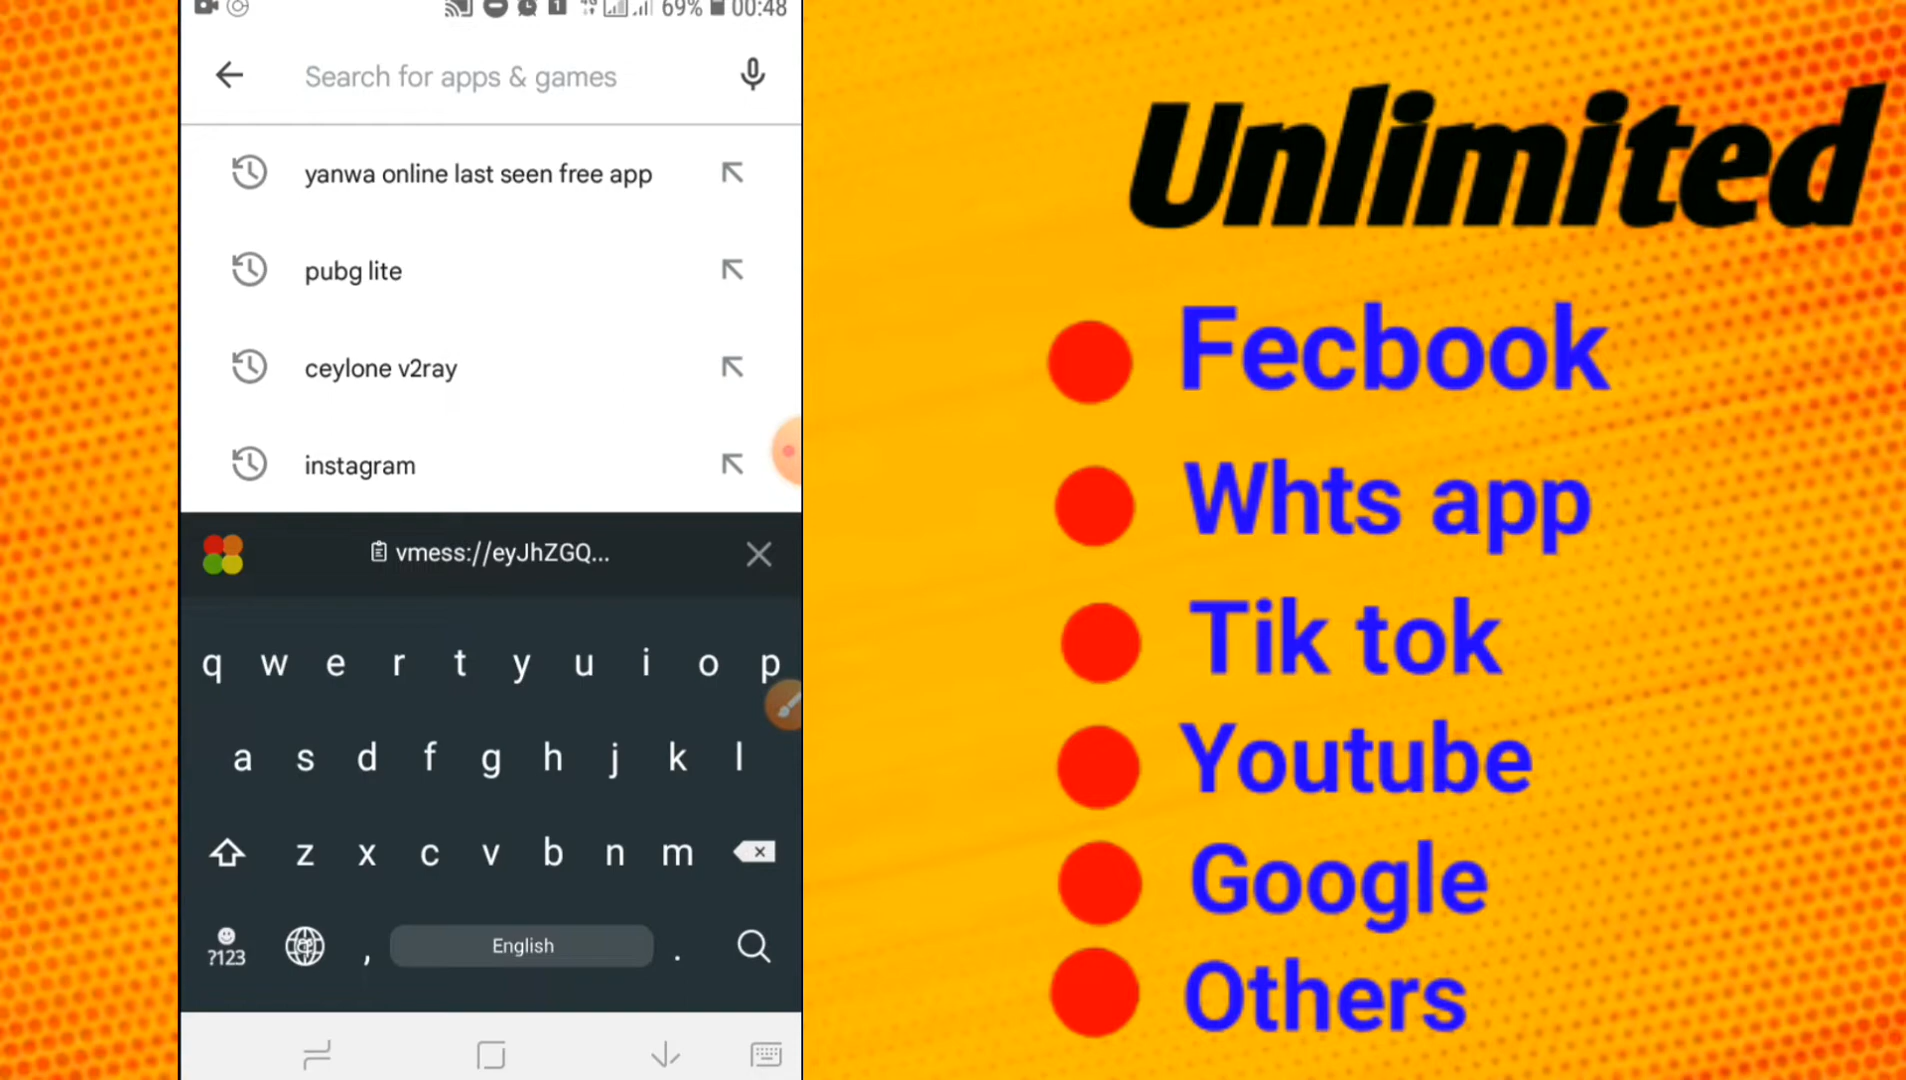 69% 00:48
Search for apps & games
yanwa online last seen free app
pubg lite
ceylone v2ray
instagram
vmess://eyJhZGQ...
q w e r t y u i o p
a s d f g h j k l
z x c v b n m
?123 , English .
Unlimited
Fecbook
Whts app
Tik tok
Youtube
Google
Others